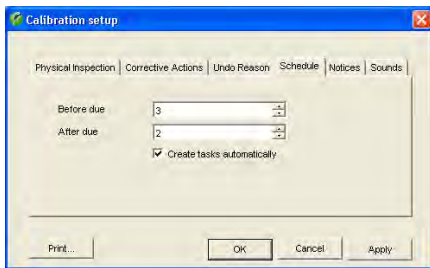 Calibration setup
Physical Inspection Corrective Actions Undo Reason Schedule Notices Sounds
Before due 3
After due 2
Create tasks automatically
Print... OK Cancel Apply